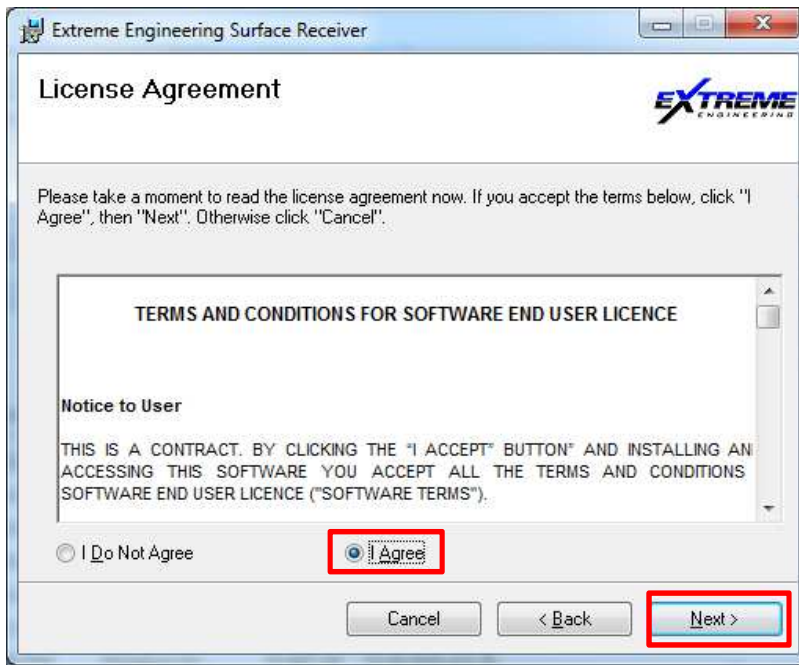 Extreme Engineering Surface Receiver
License Agreement
EXTREME
ENGINEERING
Please take a moment to read the license agreement now. If you accept the terms below, click "I
Agree", then "Next". Otherwise click "Cancel".
TERMS AND CONDITIONS FOR SOFTWARE END USER LICENCE
Notice to User
THIS IS A CONTRACT. BY CLICKING THE “I ACCEPT” BUTTON” AND INSTALLING AN
ACCESSING THIS SOFTWARE YOU ACCEPT ALL THE TERMS AND CONDITIONS
SOFTWARE END USER LICENCE ("SOFTWARE TERMS").
I Do Not Agree
I Agree
Cancel
< Back
Next >